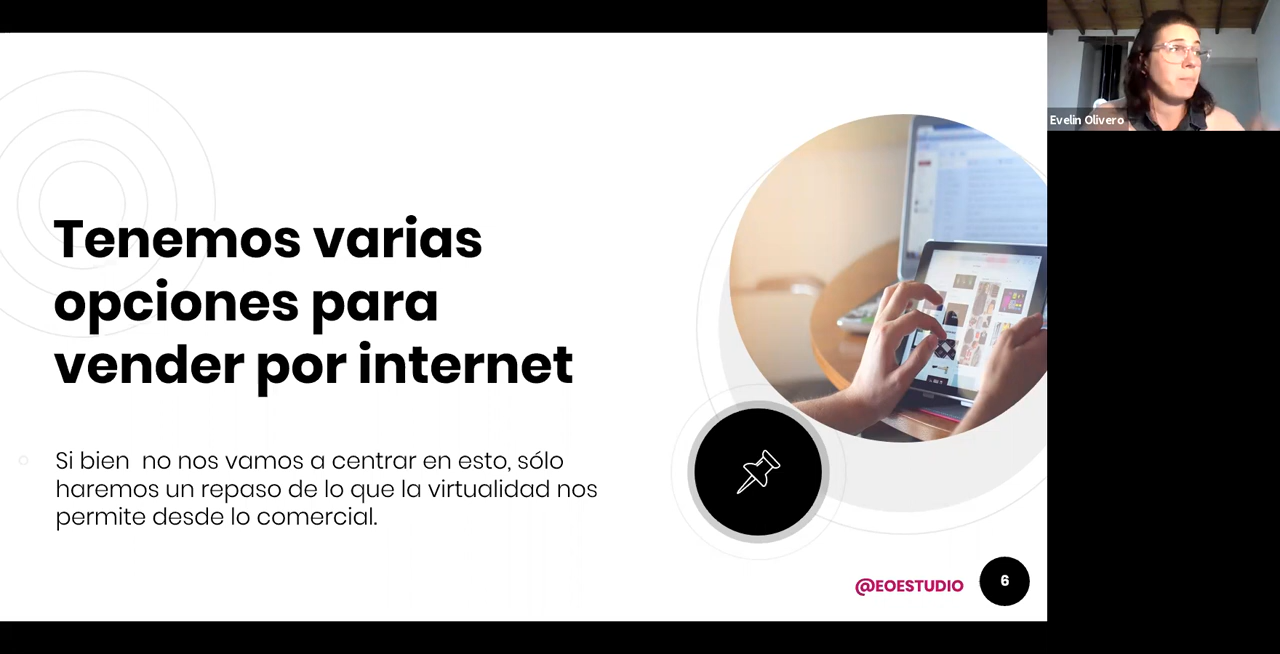 Tenemos varias
opciones para
vender por internet
Si bien  no nos vamos a centrar en esto, sólo
haremos un repaso de lo que la virtualidad nos
permite desde lo comercial.
@EOESTUDIO
6
Evelin Olivero